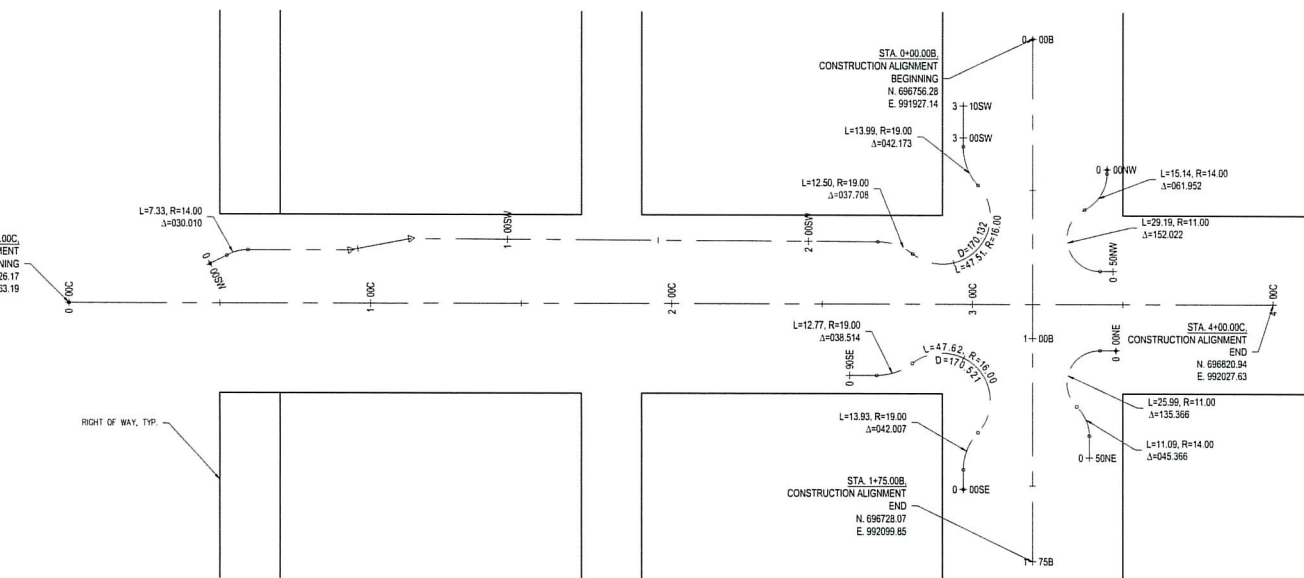 STA. 0+00.00B,
CONSTRUCTION ALIGNMENT
BEGINNING
N. 696756.28
E. 991927.14
0 00B
3 10SW
3 00SW
L=13.99, R=19.00
Δ=042.173
L=12.50, R=19.00
Δ=037.708
D=170.132
L=47.51, R=16.00
0 00NW
L=15.14, R=14.00
Δ=061.952
L=29.19, R=11.00
Δ=152.022
0 50NW
L=7.33, R=14.00
Δ=030.010
0 00SW
1 00SW
2 00SW
.00C,
MENT
NING
26.17
63.19
0 00C
1 00C
2 00C
3 00C
4 00C
1 00B
STA. 4+00.00C,
CONSTRUCTION ALIGNMENT
END
N. 696820.94
E. 992027.63
L=12.77, R=19.00
Δ=038.514
0 90SE
L=47.62, R=16.00
D=170.521
0 00NE
L=25.99, R=11.00
Δ=135.366
L=11.09, R=14.00
Δ=045.366
0 50NE
L=13.93, R=19.00
Δ=042.007
0 00SE
RIGHT OF WAY, TYP.
STA. 1+75.00B,
CONSTRUCTION ALIGNMENT
END
N. 696728.07
E. 992099.85
1 75B